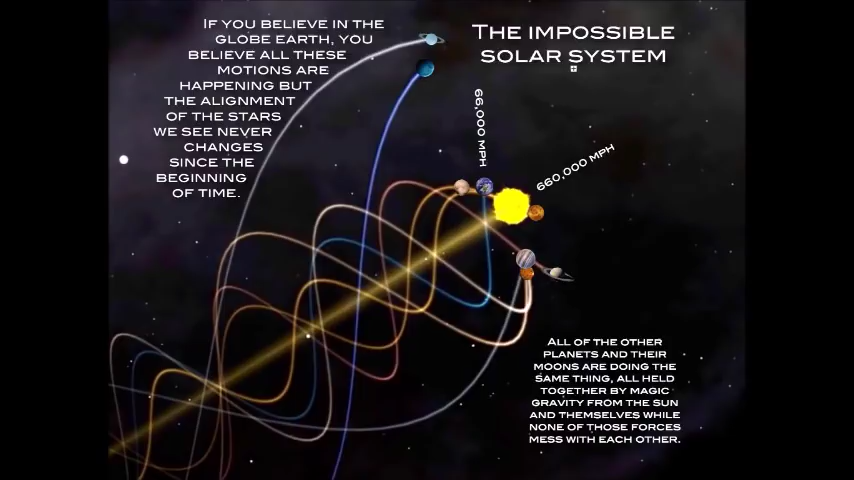 If you believe in the
globe earth, you
believe all these
motions are
happening but
the alignment
of the stars
we see never
changes
since the
beginning
of time.
The impossible
solar system
66,000 MPH
660,000 MPH
All of the other
planets and their
moons are doing the
same thing, all held
together by magic
gravity from the sun
and themselves while
none of those forces
mess with each other.